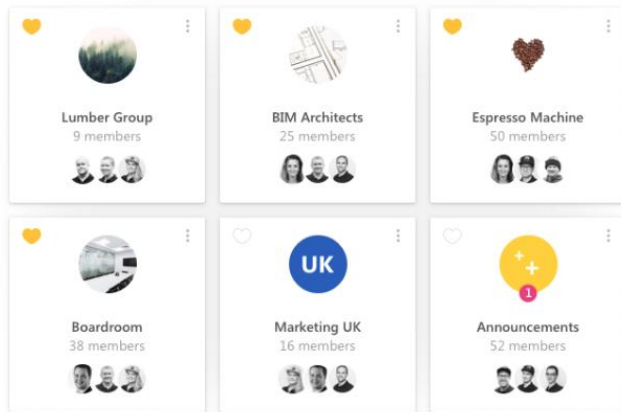 Lumber Group
9 members
BIM Architects
25 members
Espresso Machine
50 members
Boardroom
38 members
UK
Marketing UK
16 members
1
Announcements
52 members